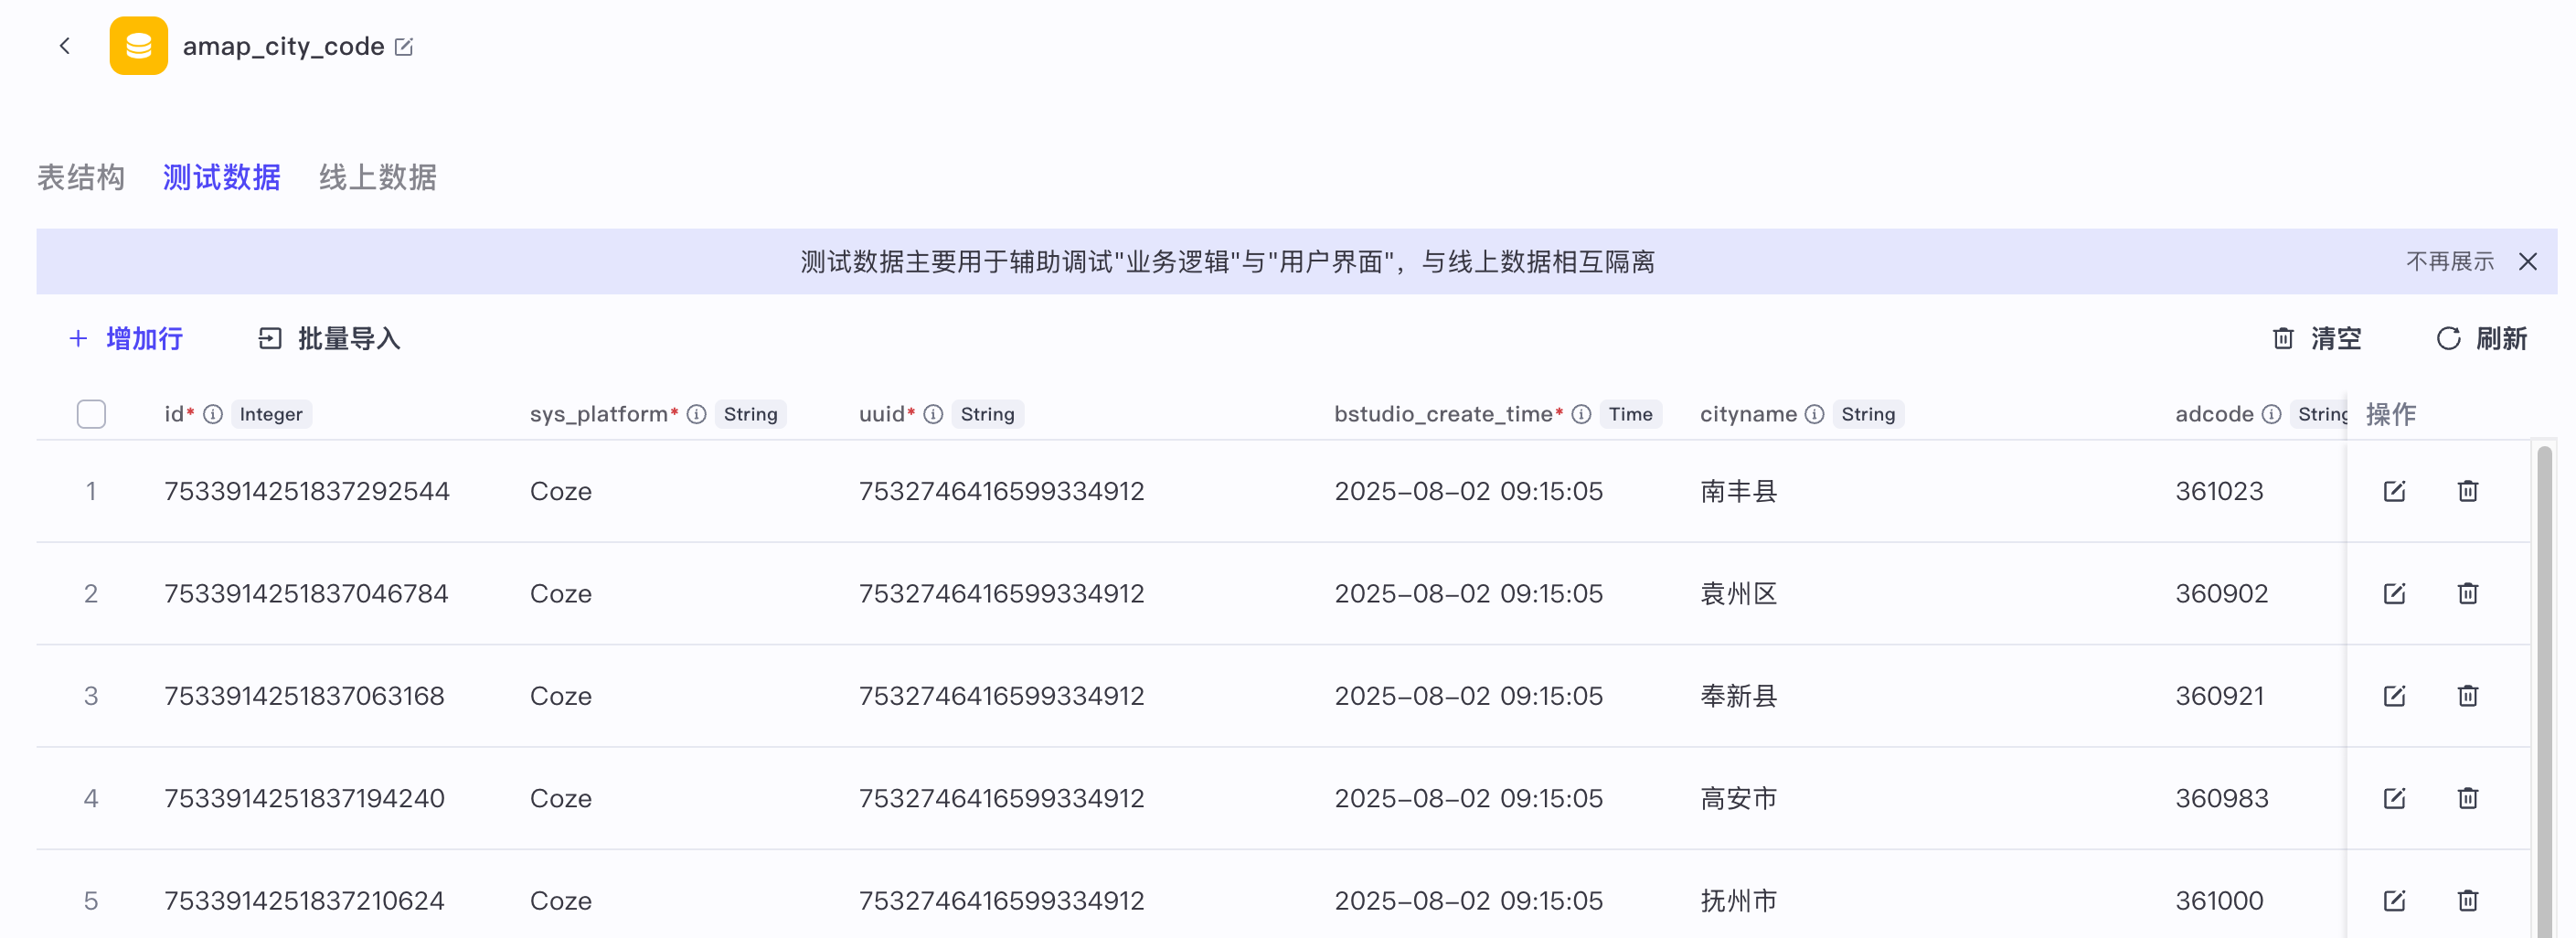 amap_city_code
表结构 测试数据 线上数据
测试数据主要用于辅助调试"业务逻辑"与"用户界面"，与线上数据相互隔离 不再展示
增加行 批量导入 清空 刷新
id* Integer sys_platform* String uuid* String bstudio_create_time* Time cityname String adcode String 操作
1 7533914251837292544 Coze 7532746416599334912 2025-08-02 09:15:05 南丰县 361023
2 7533914251837046784 Coze 7532746416599334912 2025-08-02 09:15:05 袁州区 360902
3 7533914251837063168 Coze 7532746416599334912 2025-08-02 09:15:05 奉新县 360921
4 7533914251837194240 Coze 7532746416599334912 2025-08-02 09:15:05 高安市 360983
5 7533914251837210624 Coze 7532746416599334912 2025-08-02 09:15:05 抚州市 361000